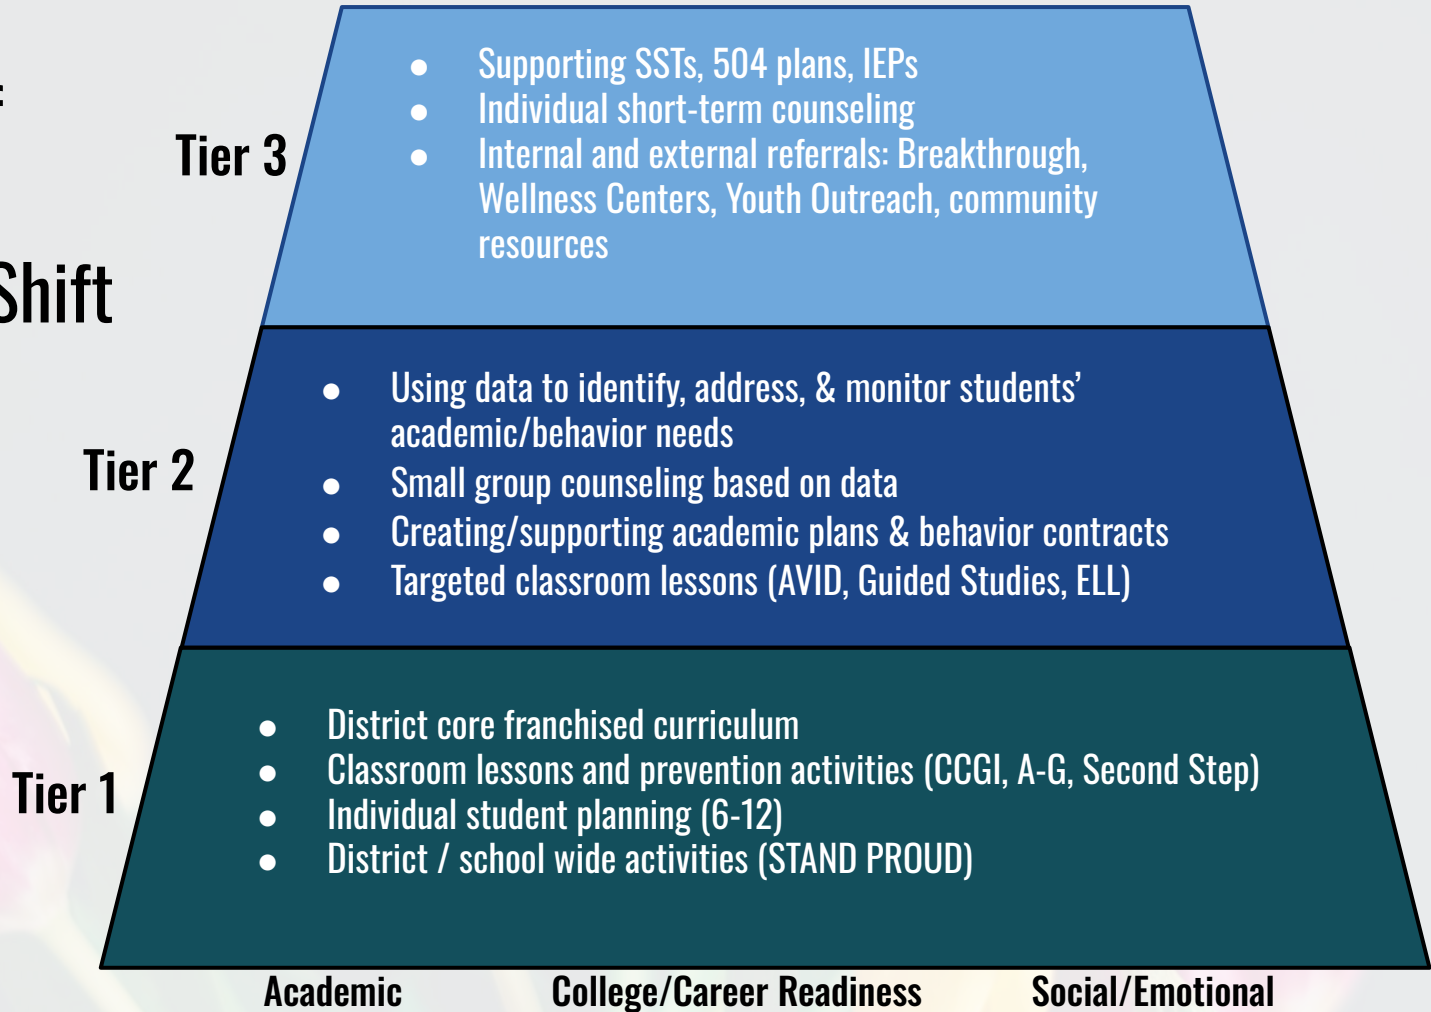 :
Tier 3
● Supporting SSTs, 504 plans, IEPs
● Individual short-term counseling
● Internal and external referrals: Breakthrough,
Wellness Centers, Youth Outreach, community
resources
Shift
Tier 2
● Using data to identify, address, & monitor students’
academic/behavior needs
● Small group counseling based on data
● Creating/supporting academic plans & behavior contracts
● Targeted classroom lessons (AVID, Guided Studies, ELL)
Tier 1
● District core franchised curriculum
● Classroom lessons and prevention activities (CCGI, A-G, Second Step)
● Individual student planning (6-12)
● District / school wide activities (STAND PROUD)
Academic College/Career Readiness Social/Emotional